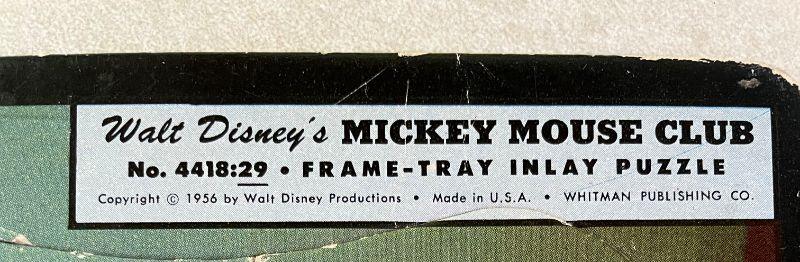 Walt Disney's MICKEY MOUSE CLUB
No. 4418:29 • FRAME-TRAY INLAY PUZZLE
Copyright © 1956 by Walt Disney Productions • Made in U.S.A. • WHITMAN PUBLISHING CO.